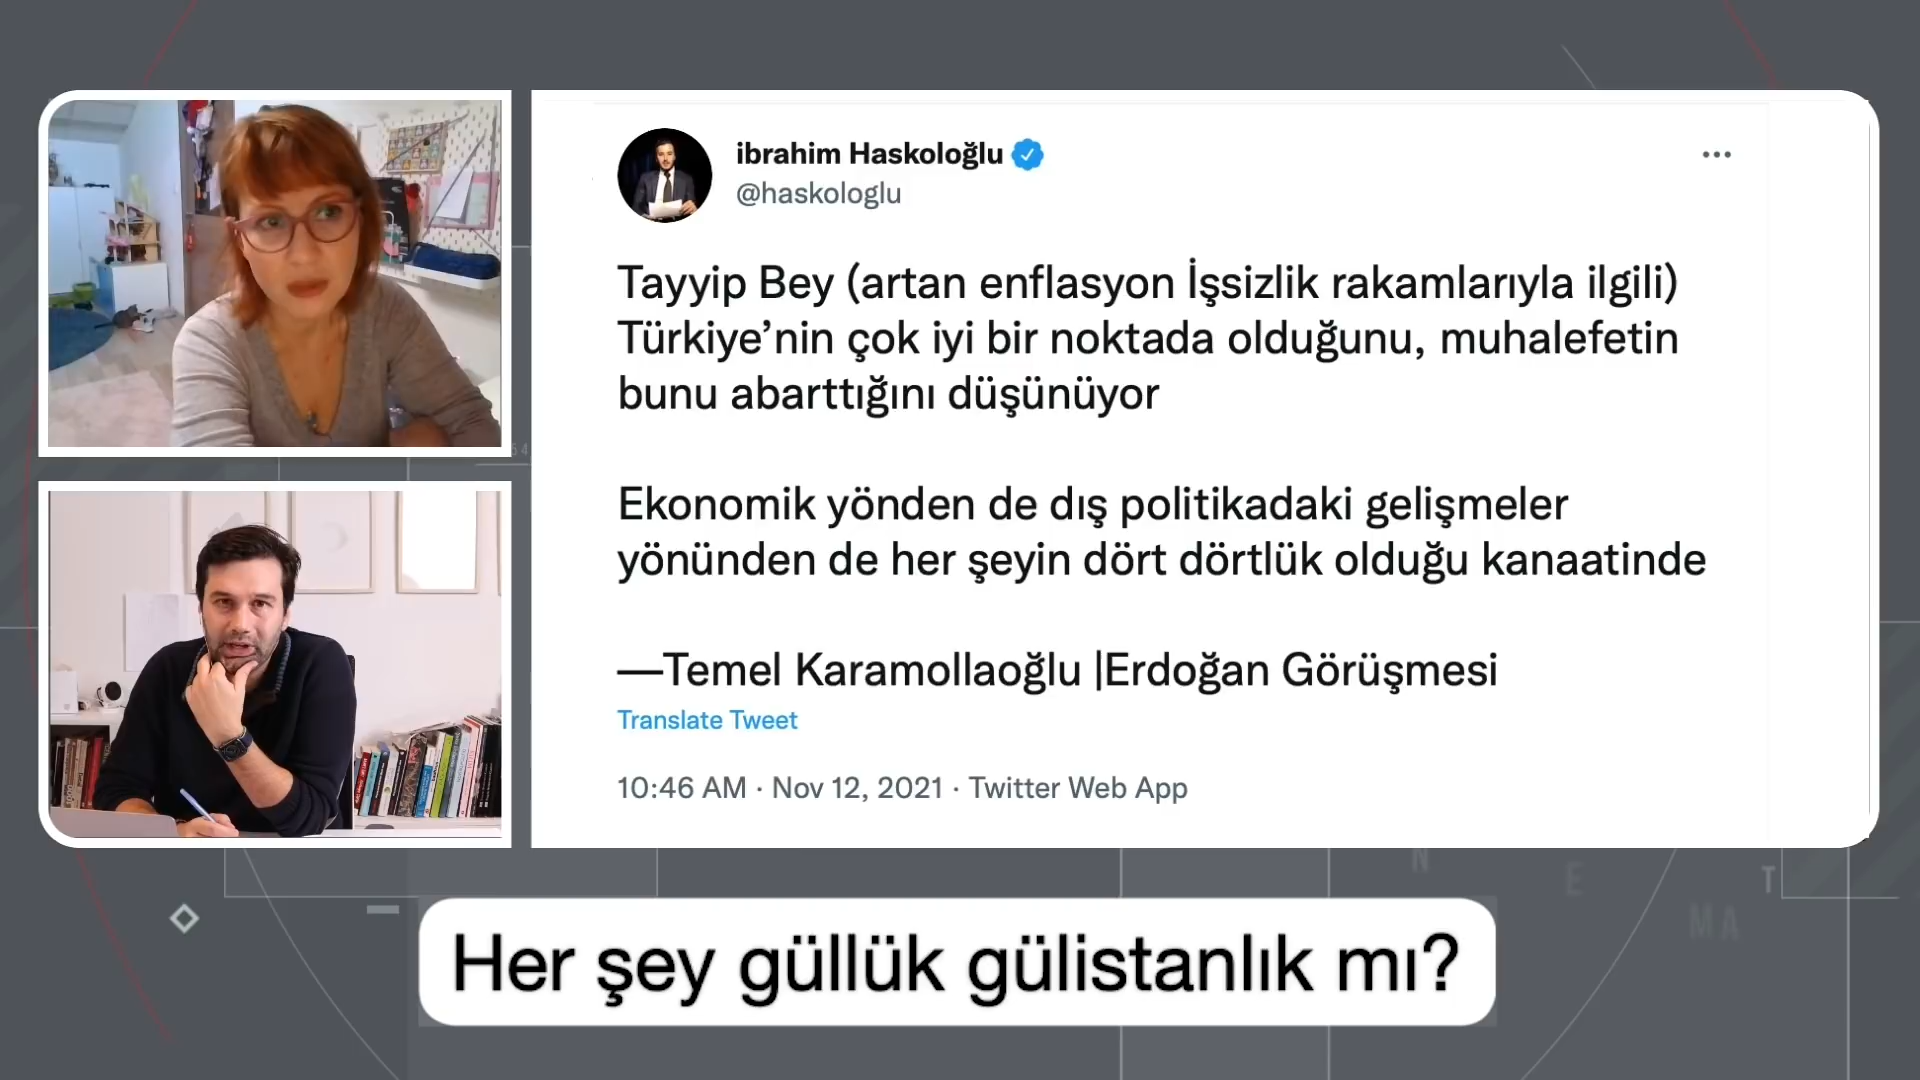 ibrahim Haskoloğlu
@haskologlu
Tayyip Bey (artan enflasyon İşsizlik rakamlarıyla ilgili)
Türkiye’nin çok iyi bir noktada olduğunu, muhalefetin
bunu abarttığını düşünüyor
Ekonomik yönden de dış politikadaki gelişmeler
yönünden de her şeyin dört dörtlük olduğu kanaatinde
—Temel Karamollaoğlu |Erdoğan Görüşmesi
Translate Tweet
10:46 AM · Nov 12, 2021 · Twitter Web App
N
E
T
MA
Her şey güllük gülistanlık mı?